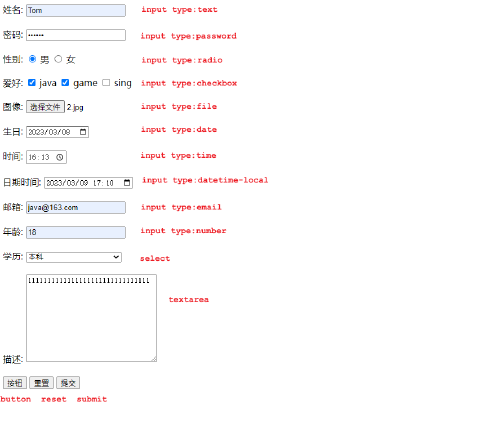 姓名: Tom input type:text
密码: •••••• input type:password
性别: 男 女 input type:radio
爱好: java game sing input type:checkbox
图像: 选择文件 2.jpg input type:file
生日: 2023/03/08 input type:date
时间: 16:13 input type:time
日期时间: 2023/03/09 17:18 input type:datetime-local
邮箱: java@163.com input type:email
年龄: 18 input type:number
学历: 本科 select
textarea
描述:
按钮 重置 提交
button reset submit